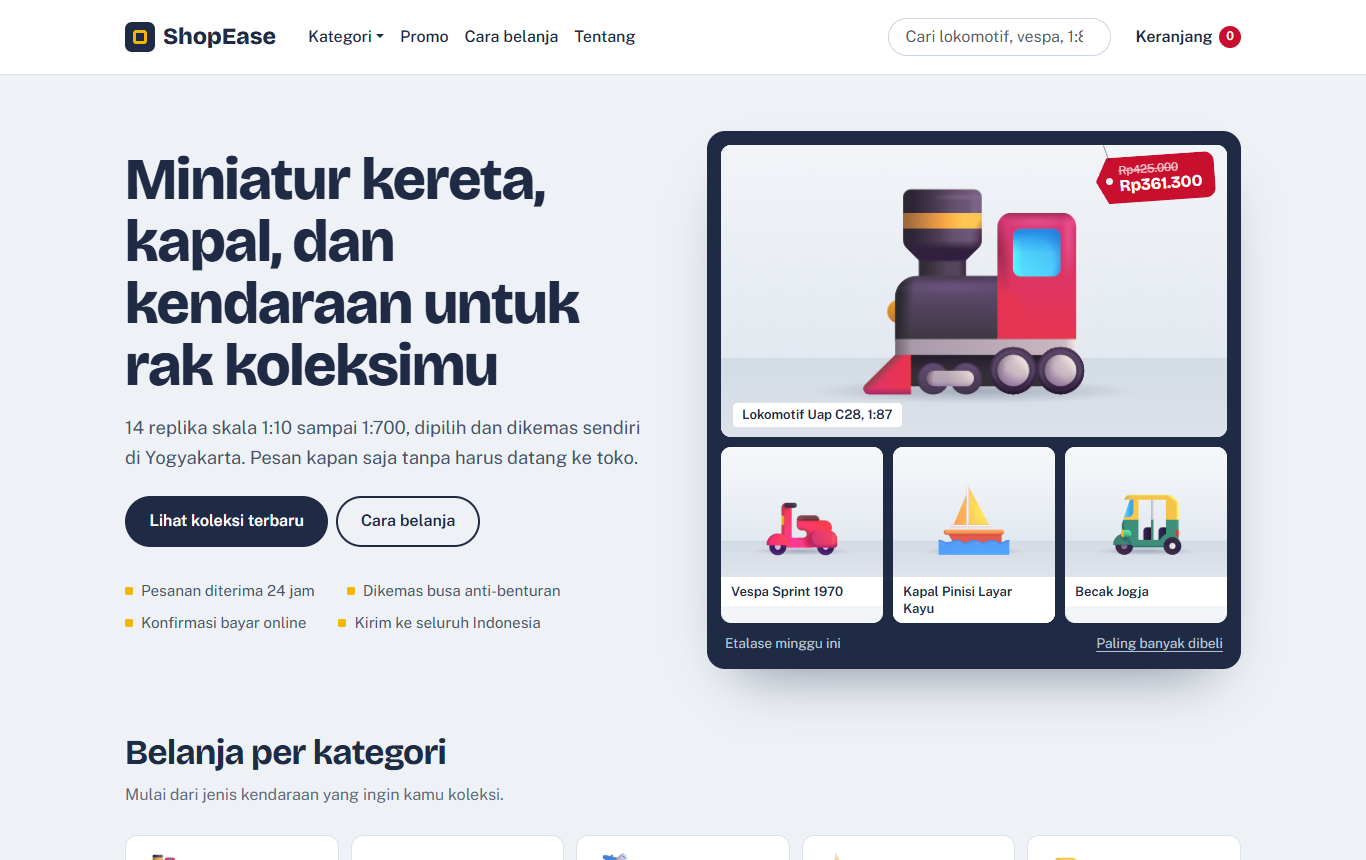 ShopEase
Kategori
Promo
Cara belanja
Tentang
Cari lokomotif, vespa, 1:8
Keranjang 0
Miniatur kereta,
kapal, dan
kendaraan untuk
rak koleksimu
14 replika skala 1:10 sampai 1:700, dipilih dan dikemas sendiri
di Yogyakarta. Pesan kapan saja tanpa harus datang ke toko.
Lihat koleksi terbaru
Cara belanja
Pesanan diterima 24 jam
Dikemas busa anti-benturan
Konfirmasi bayar online
Kirim ke seluruh Indonesia
Rp425.000
Rp361.300
Lokomotif Uap C28, 1:87
Vespa Sprint 1970
Kapal Pinisi Layar
Kayu
Becak Jogja
Etalase minggu ini
Paling banyak dibeli
Belanja per kategori
Mulai dari jenis kendaraan yang ingin kamu koleksi.